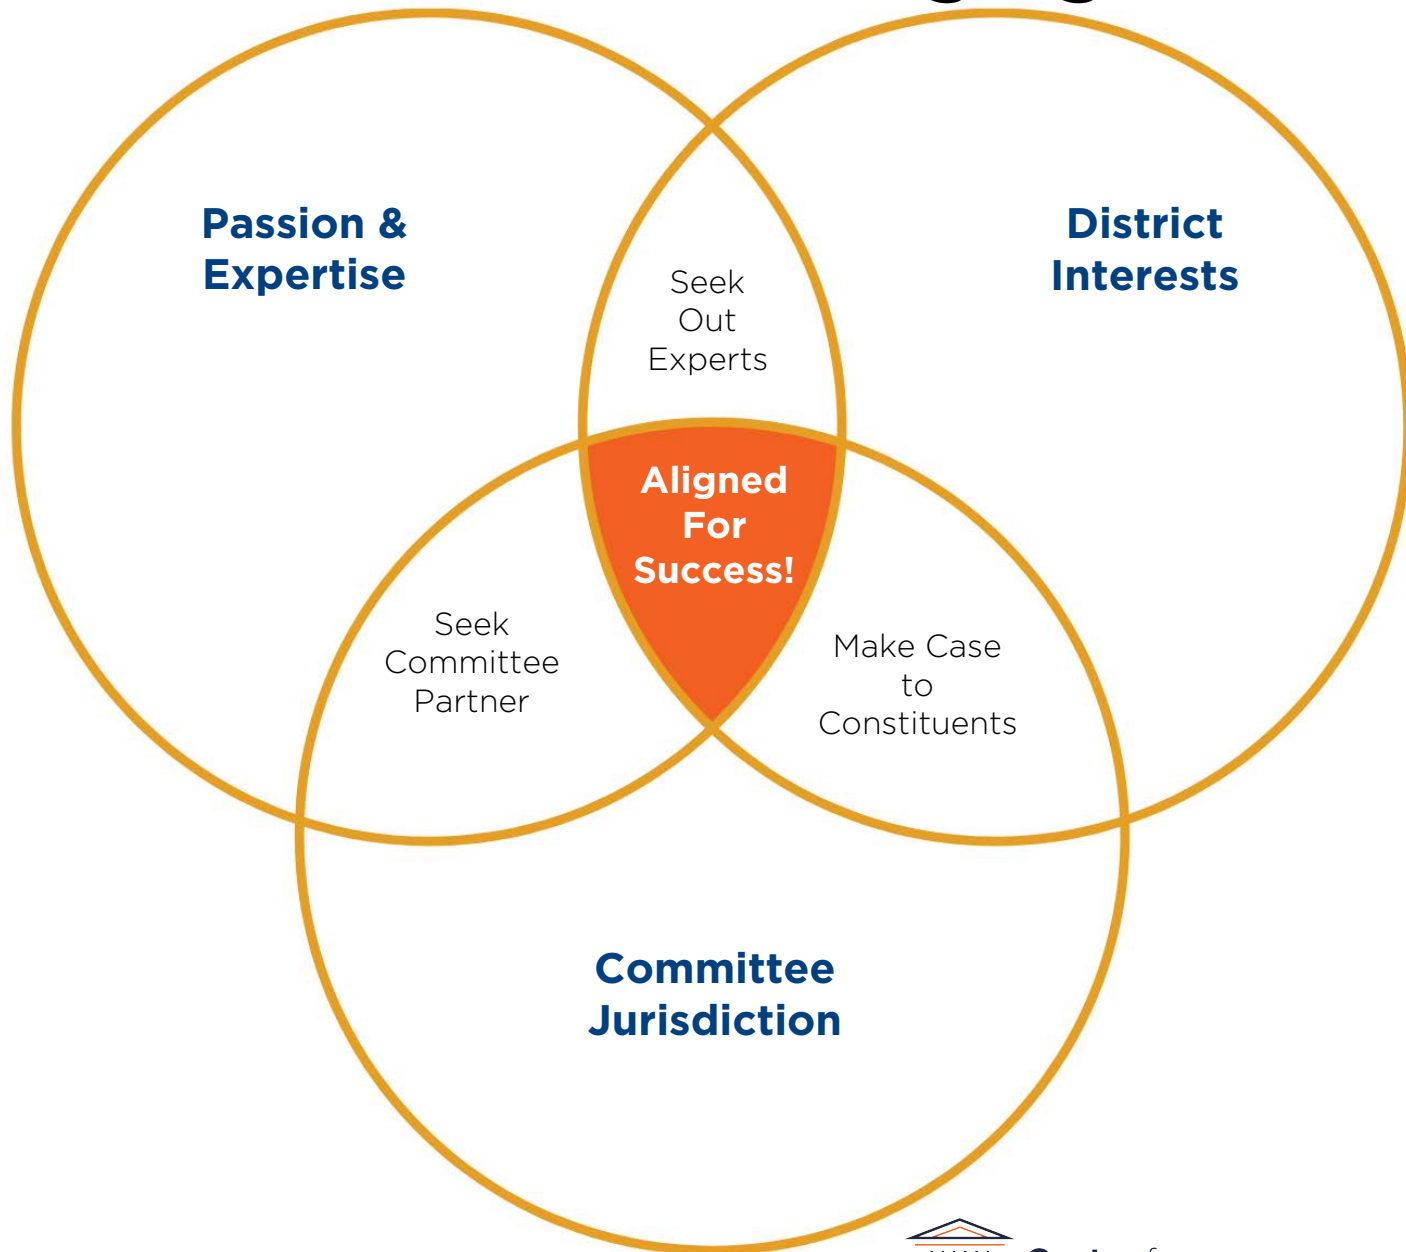 Passion &
Expertise
District
Interests
Seek
Out
Experts
Aligned
For
Success!
Seek
Committee
Partner
Make Case
to
Constituents
Committee
Jurisdiction